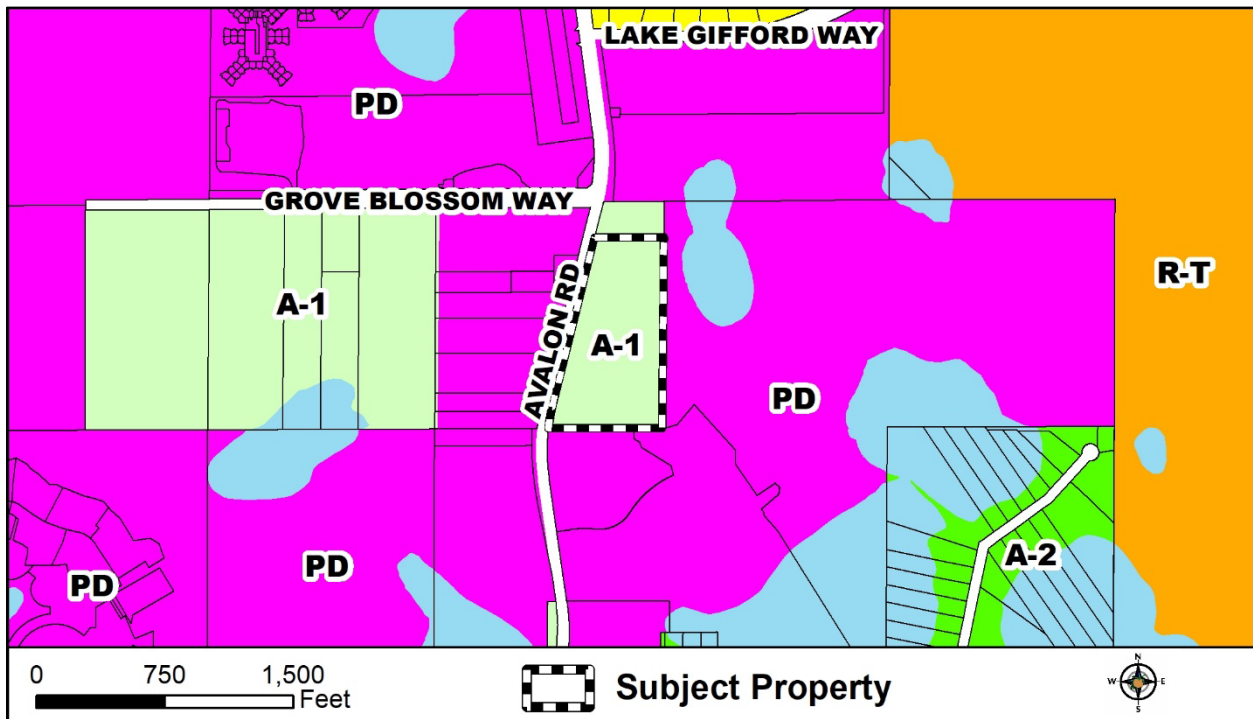 LAKE GIFFORD WAY
PD
GROVE BLOSSOM WAY
R-T
A-1
AVALON RD
A-1
PD
A-2
PD
PD
0 750 1,500
Feet
Subject Property
N
W E
S